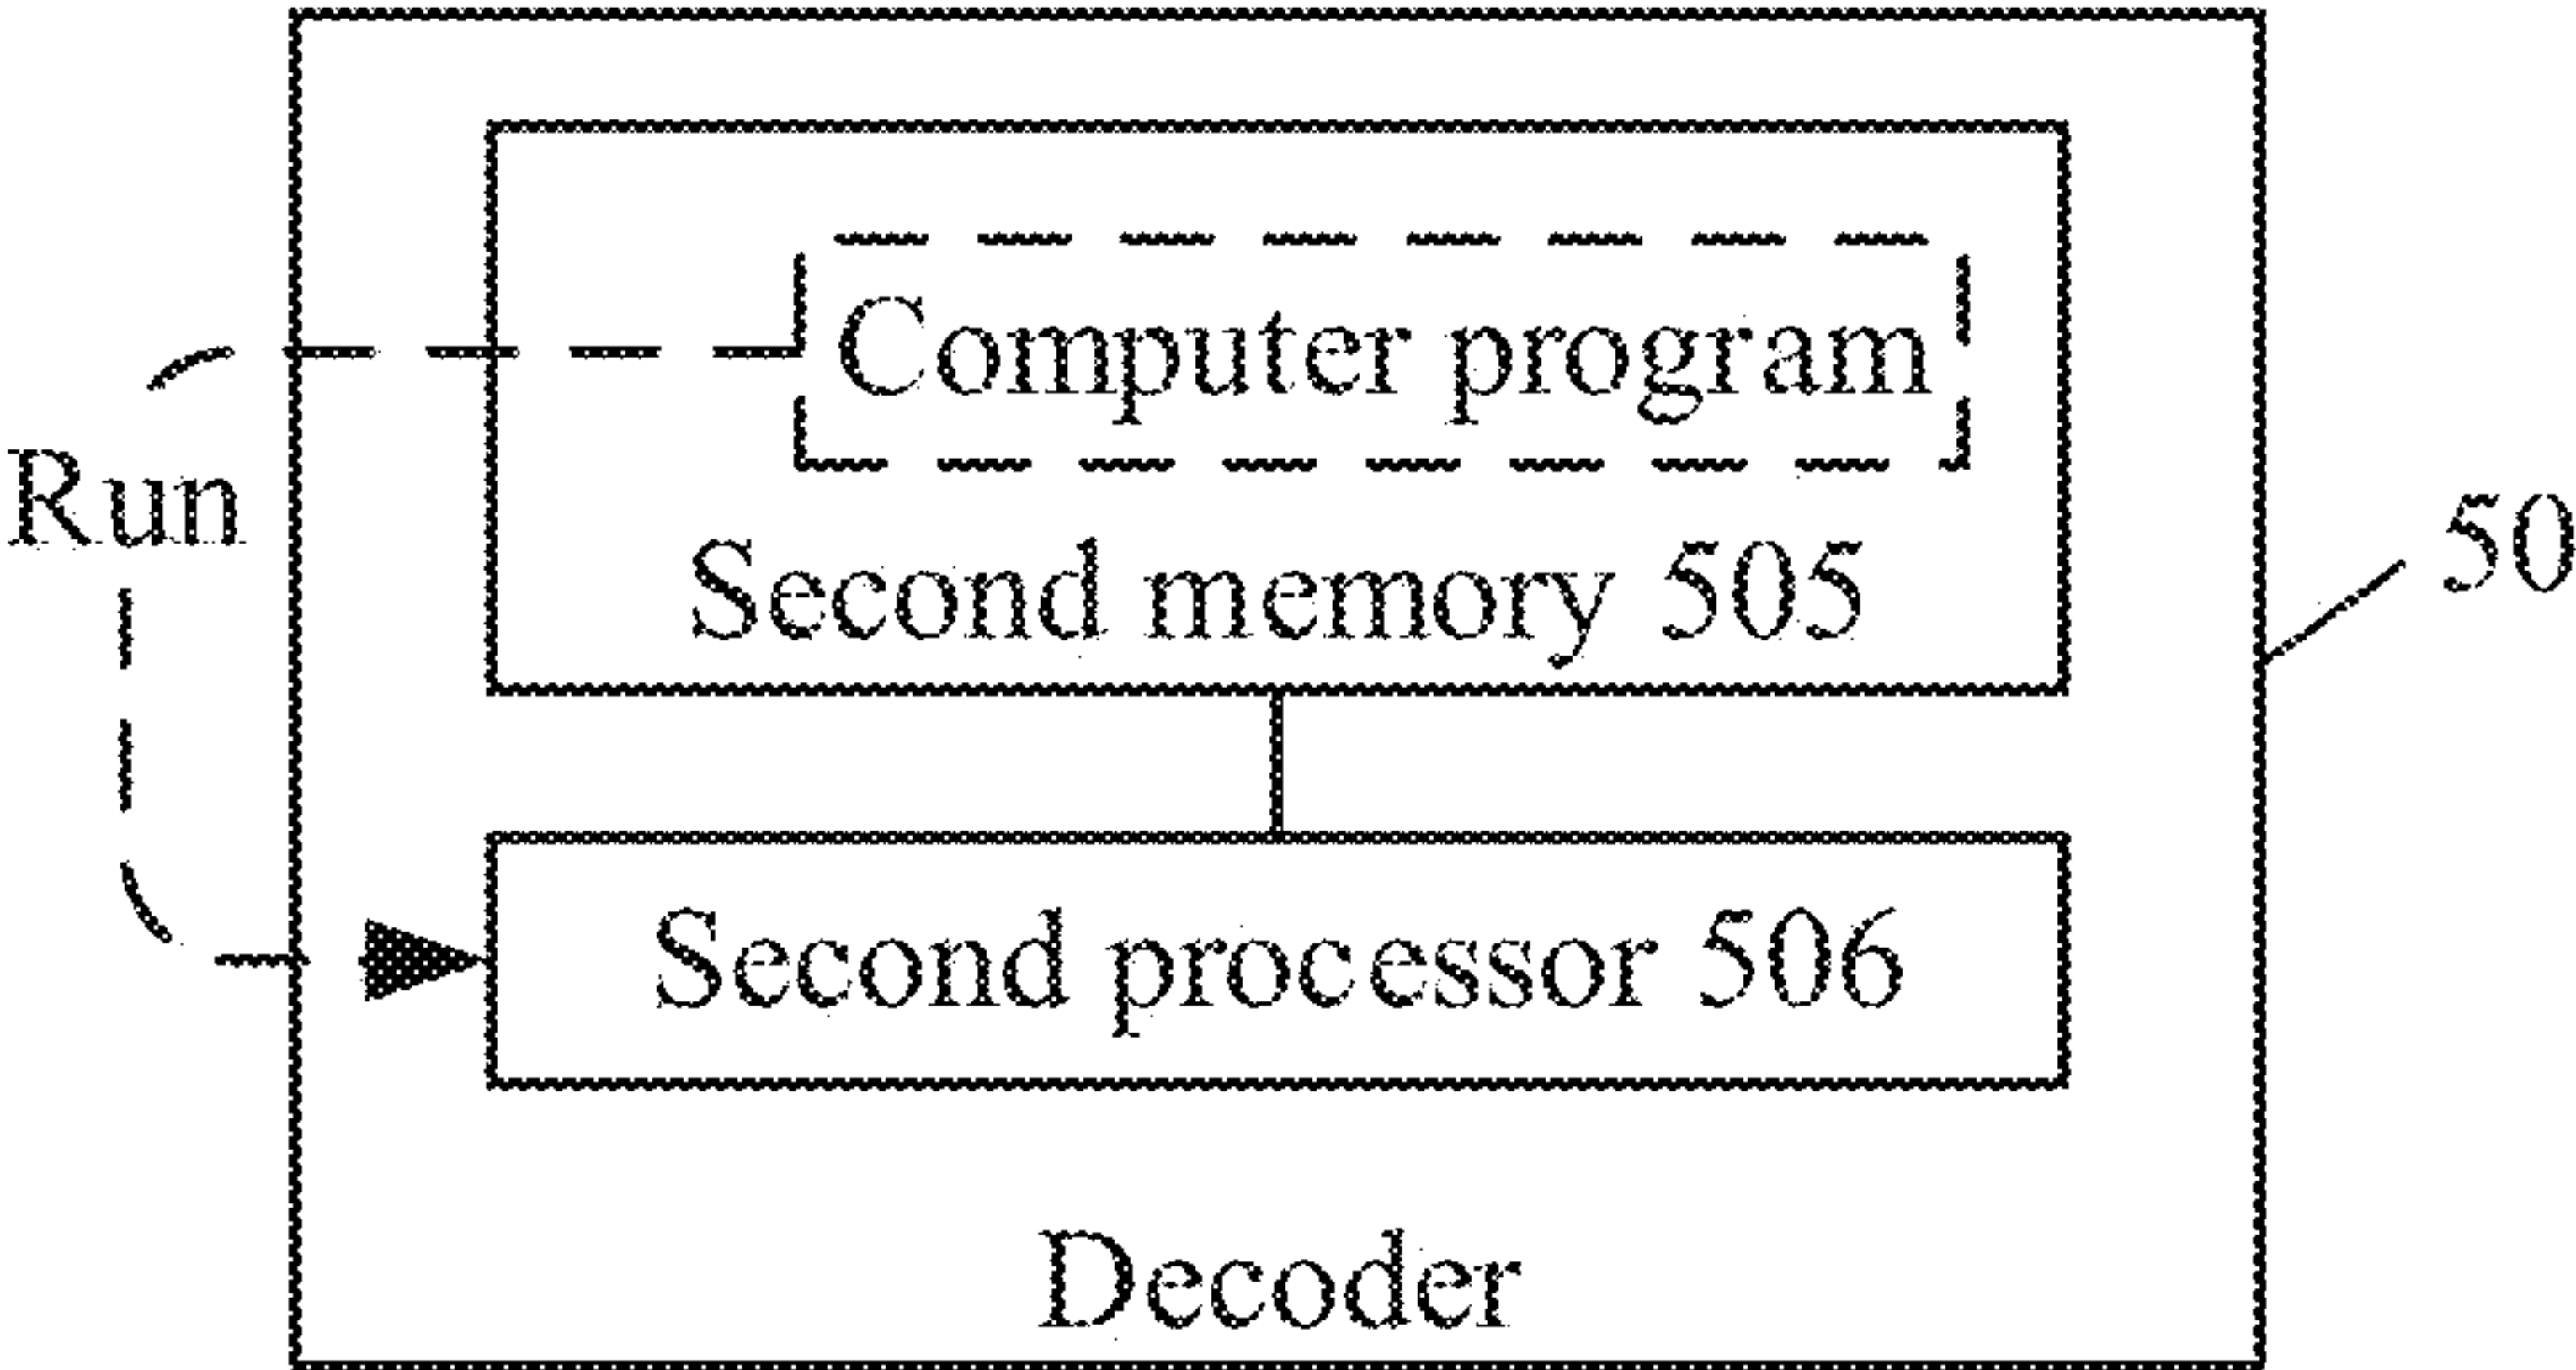 Computer program
Run
Second memory 505
50
Second processor 506
Decoder